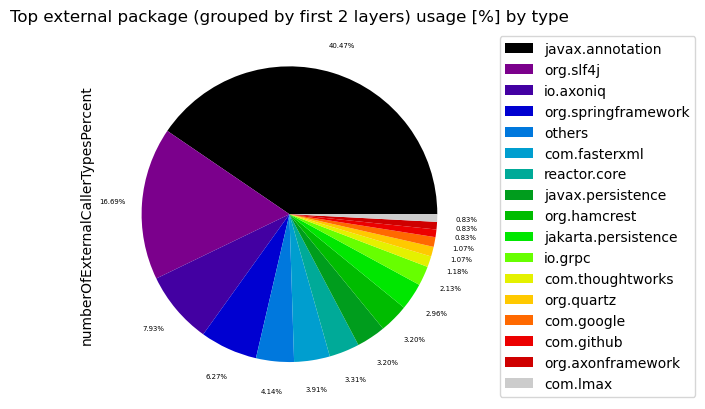 Top external package (grouped by first 2 layers) usage [%] by type
numberOfExternalCallerTypesPercent
40.47%
16.69%
7.93%
6.27%
4.14%
3.91%
3.31%
3.20%
3.20%
2.96%
2.13%
1.18%
1.07%
1.07%
0.83%
0.83%
0.83%
javax.annotation
org.slf4j
io.axoniq
org.springframework
others
com.fasterxml
reactor.core
javax.persistence
org.hamcrest
jakarta.persistence
io.grpc
com.thoughtworks
org.quartz
com.google
com.github
org.axonframework
com.lmax